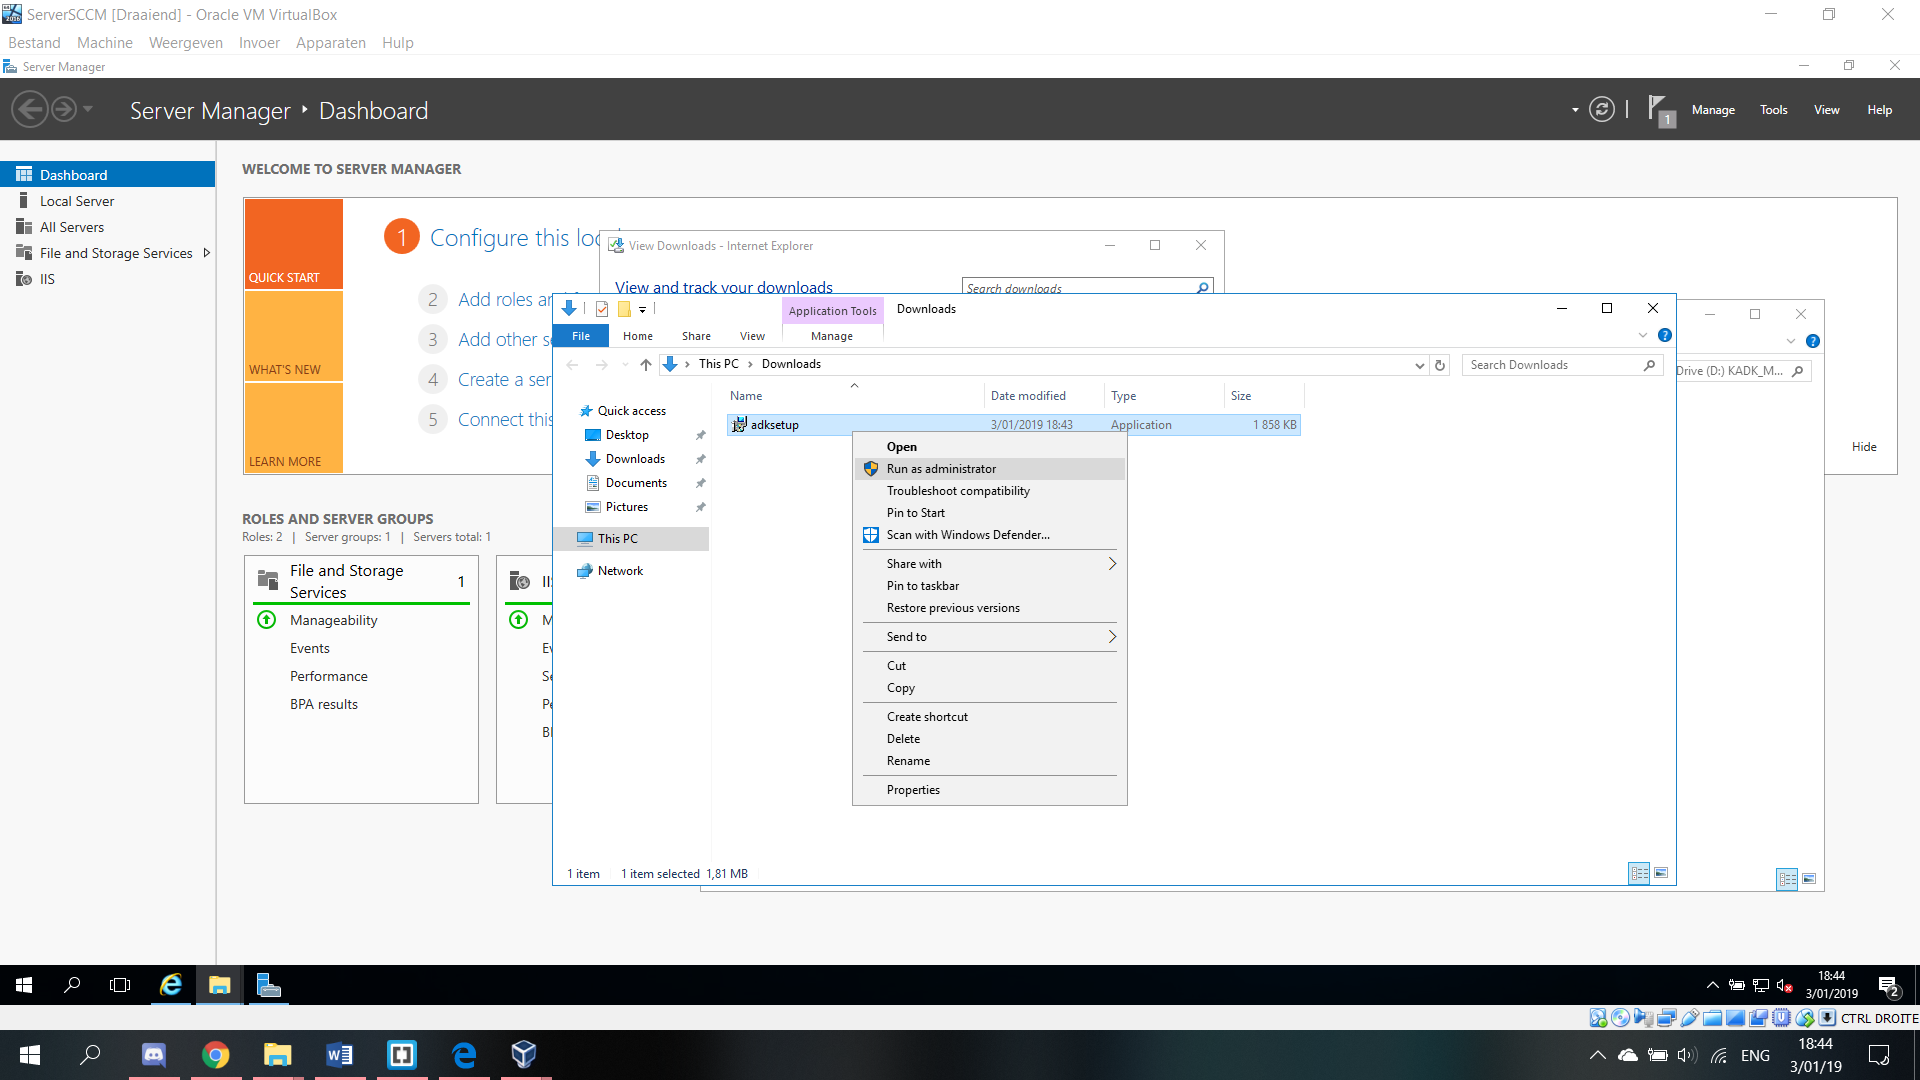 ServerSCCM [Draaiend] - Oracle VM VirtualBox
Bestand Machine Weergeven Invoer Apparaten Hulp
Server Manager
Server Manager Dashboard
1
Manage Tools View Help
Dashboard
Local Server
All Servers
File and Storage Services
IIS
WELCOME TO SERVER MANAGER
QUICK START
WHAT'S NEW
LEARN MORE
1 Configure this loc
2 Add roles an
3 Add other s
4 Create a ser
5 Connect this
Hide
View Downloads - Internet Explorer
View and track your downloads
Search downloads
Application Tools Downloads
File Home Share View Manage
This PC Downloads
Search Downloads
Drive (D:) KADK_M...
Name Date modified Type Size
adksetup 3/01/2019 18:43 Application 1 858 KB
Quick access
Desktop
Downloads
Documents
Pictures
This PC
Network
Open
Run as administrator
Troubleshoot compatibility
Pin to Start
Scan with Windows Defender...
Share with
Pin to taskbar
Restore previous versions
Send to
Cut
Copy
Create shortcut
Delete
Rename
Properties
1 item 1 item selected 1,81 MB
ROLES AND SERVER GROUPS
Roles: 2 | Server groups: 1 | Servers total: 1
File and Storage
Services
1
Manageability
Events
Performance
BPA results
18:44
3/01/2019
2
CTRL DROITE
ENG
18:44
3/01/19